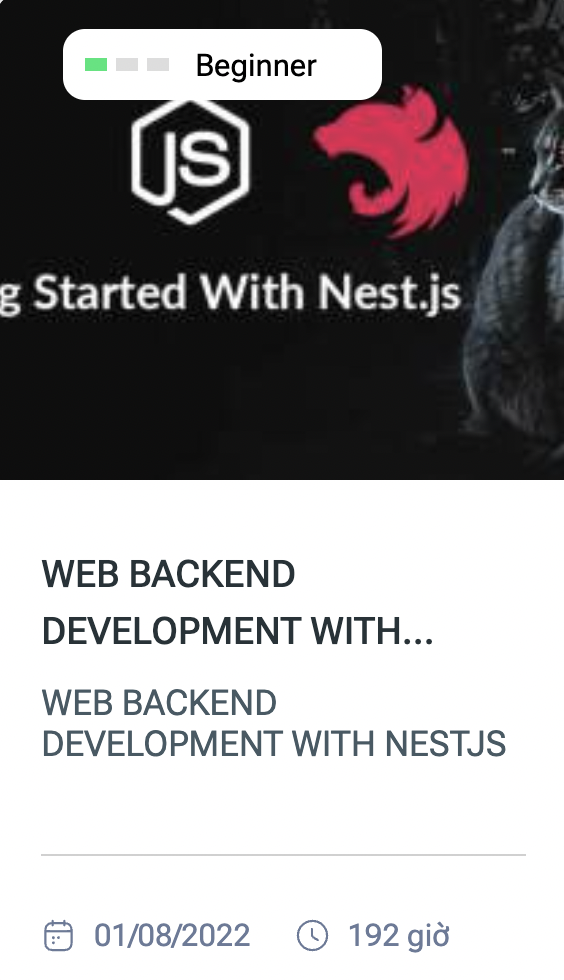 Beginner
JS
g Started With Nest.js
WEB BACKEND
DEVELOPMENT WITH...
WEB BACKEND
DEVELOPMENT WITH NESTJS
01/08/2022 192 giờ